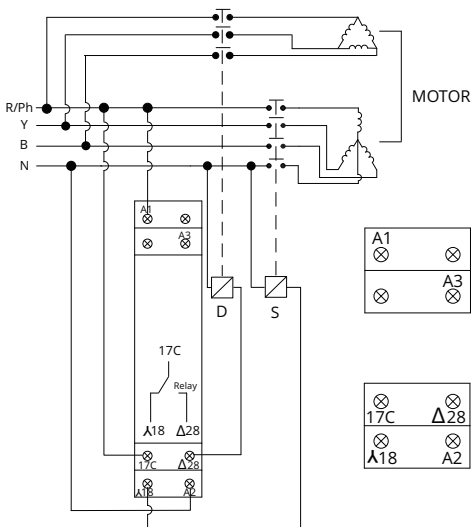 MOTOR
R/Ph
Y
B
N
A1
A3
D
S
17C
Relay
⅄18 Δ28
17C Δ28
⅄18 A2
A1
A3
17C Δ28
⅄18 A2